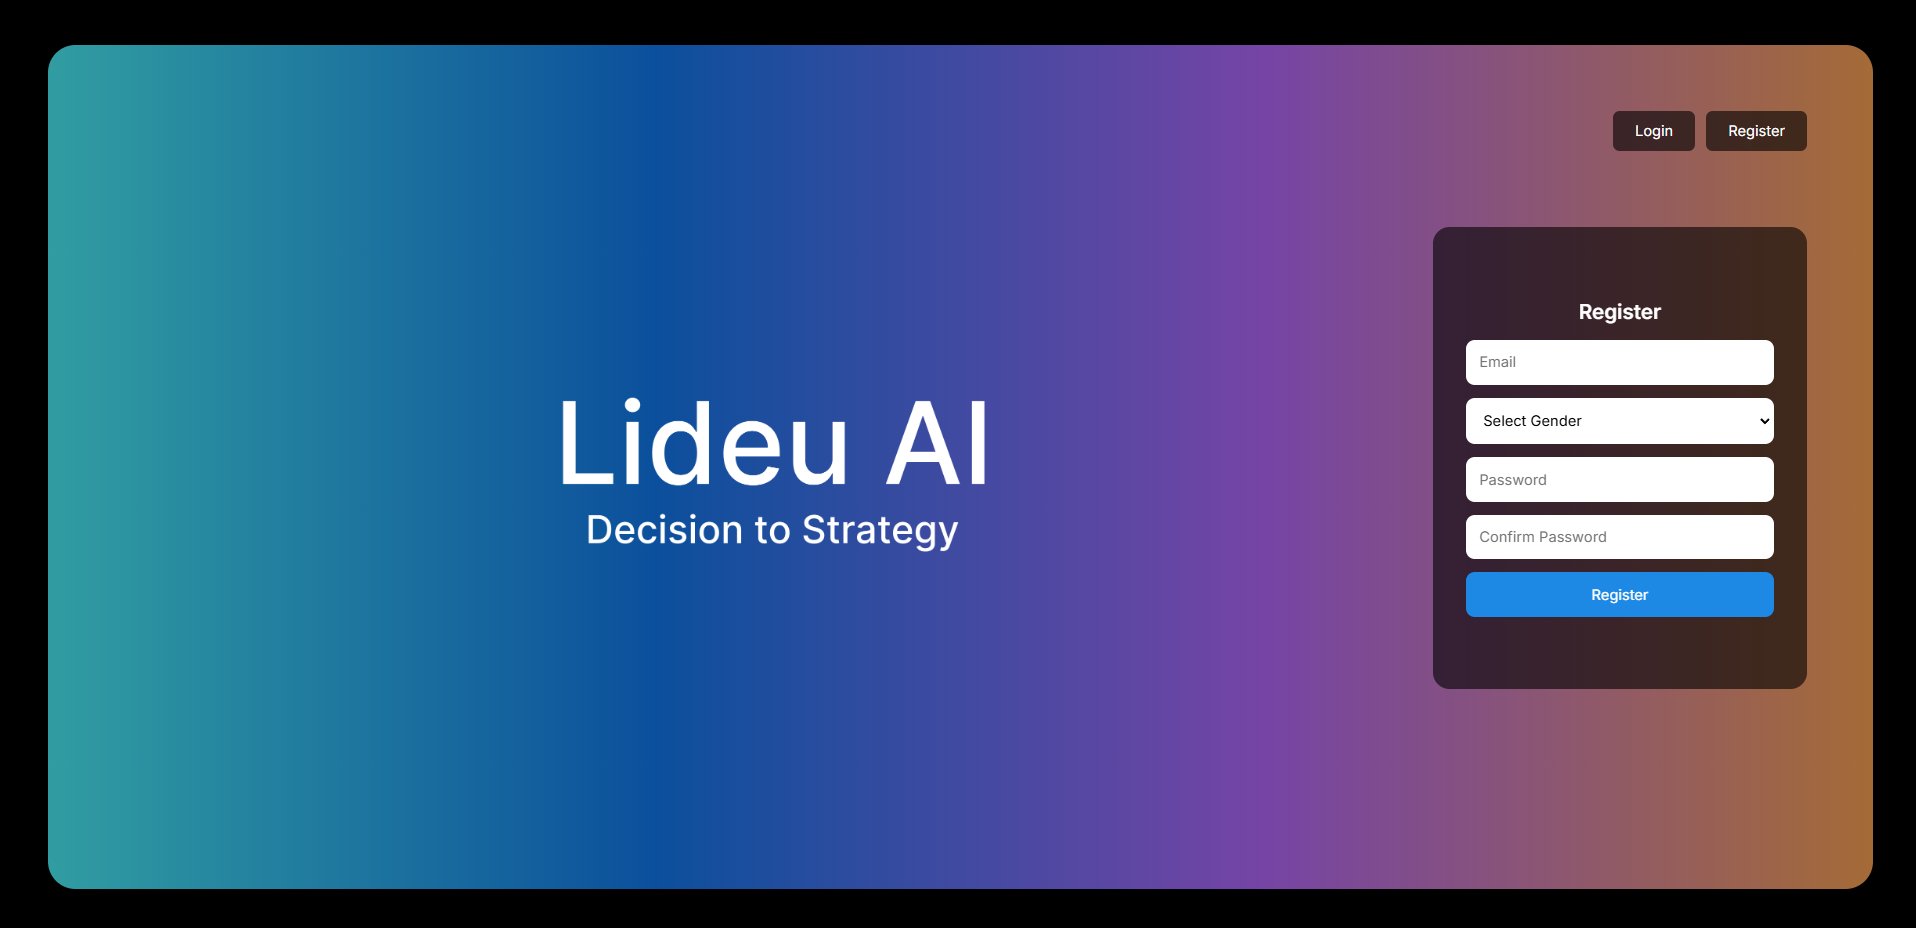 Login
Register
Lideu AI
Decision to Strategy
Register
Email
Select Gender
Password
Confirm Password
Register